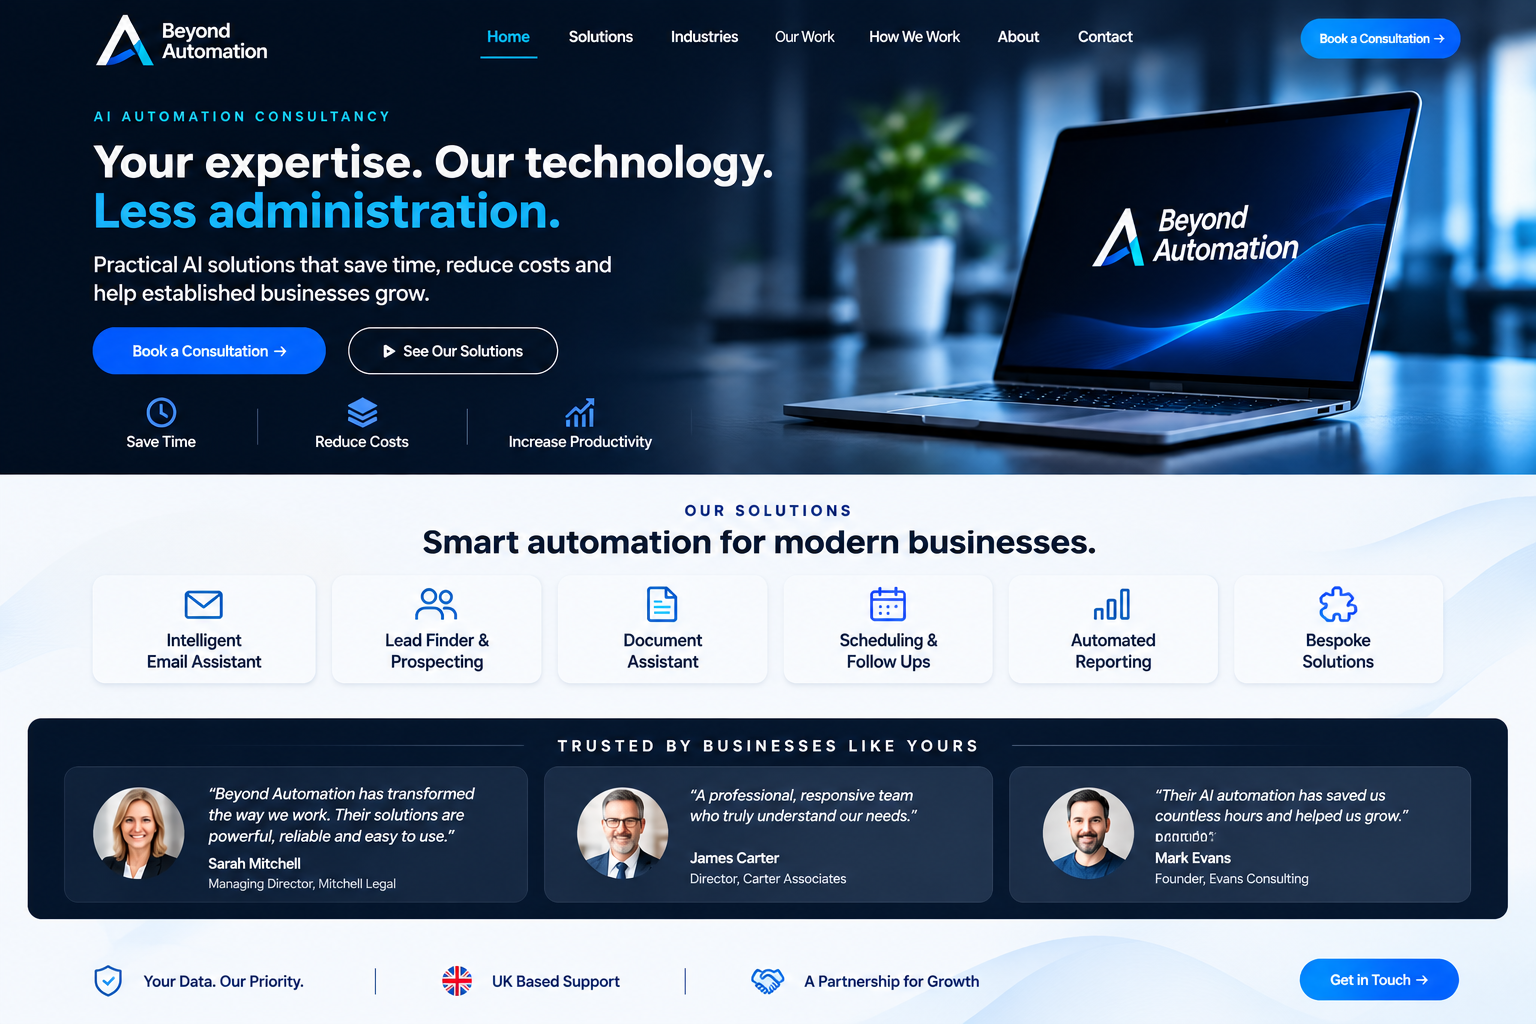 Beyond
Automation
Home
Solutions
Industries
Our Work
How We Work
About
Contact
Book a Consultation →
AI AUTOMATION CONSULTANCY
Your expertise. Our technology.
Less administration.
Practical AI solutions that save time, reduce costs and
help established businesses grow.
Book a Consultation →
See Our Solutions
Save Time
Reduce Costs
Increase Productivity
Beyond
Automation
OUR SOLUTIONS
Smart automation for modern businesses.
Intelligent
Email Assistant
Lead Finder &
Prospecting
Document
Assistant
Scheduling &
Follow Ups
Automated
Reporting
Bespoke
Solutions
TRUSTED BY BUSINESSES LIKE YOURS
“Beyond Automation has transformed
the way we work. Their solutions are
powerful, reliable and easy to use.”
Sarah Mitchell
Managing Director, Mitchell Legal
“A professional, responsive team
who truly understand our needs.”
James Carter
Director, Carter Associates
“Their AI automation has saved us
countless hours and helped us grow.”
Mark Evans
Founder, Evans Consulting
Your Data. Our Priority.
UK Based Support
A Partnership for Growth
Get in Touch →